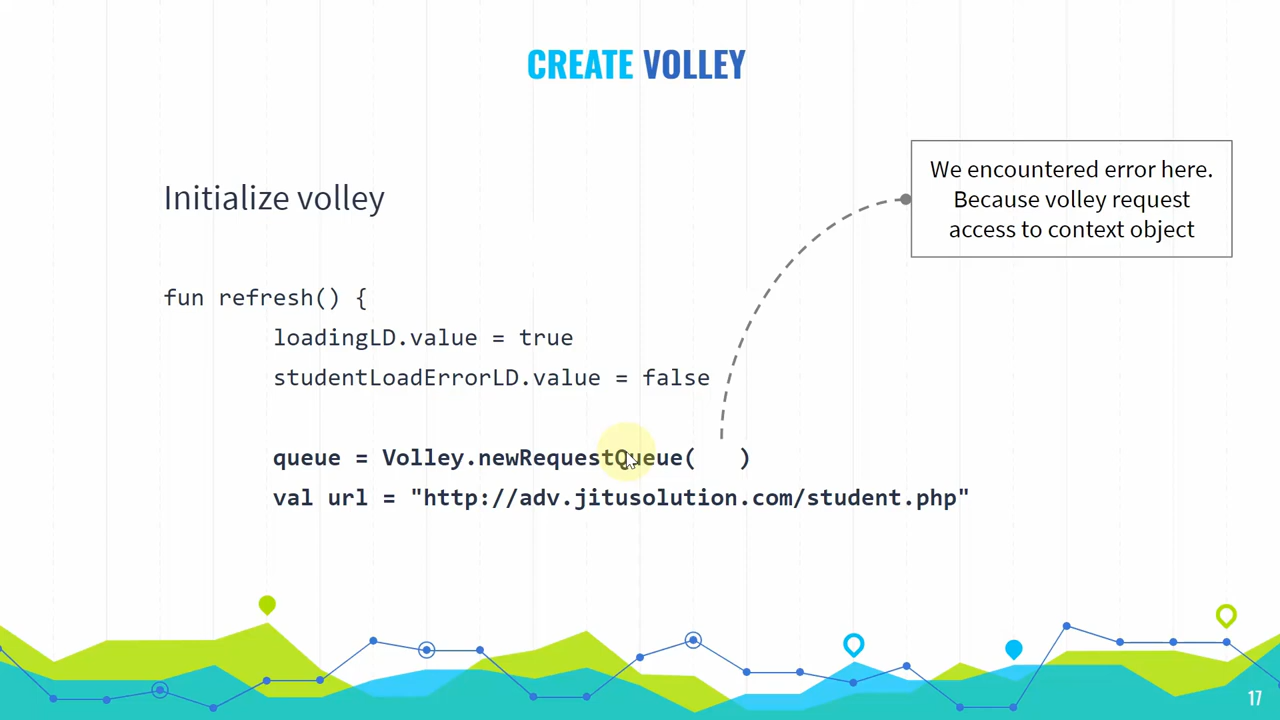 CREATE VOLLEY
We encountered error here.
Because volley request
access to context object
Initialize volley
fun refresh() {
loadingLD.value = true
studentLoadErrorLD.value = false
queue = Volley.newRequestQueue(   )
val url = "http://adv.jitusolution.com/student.php"
17